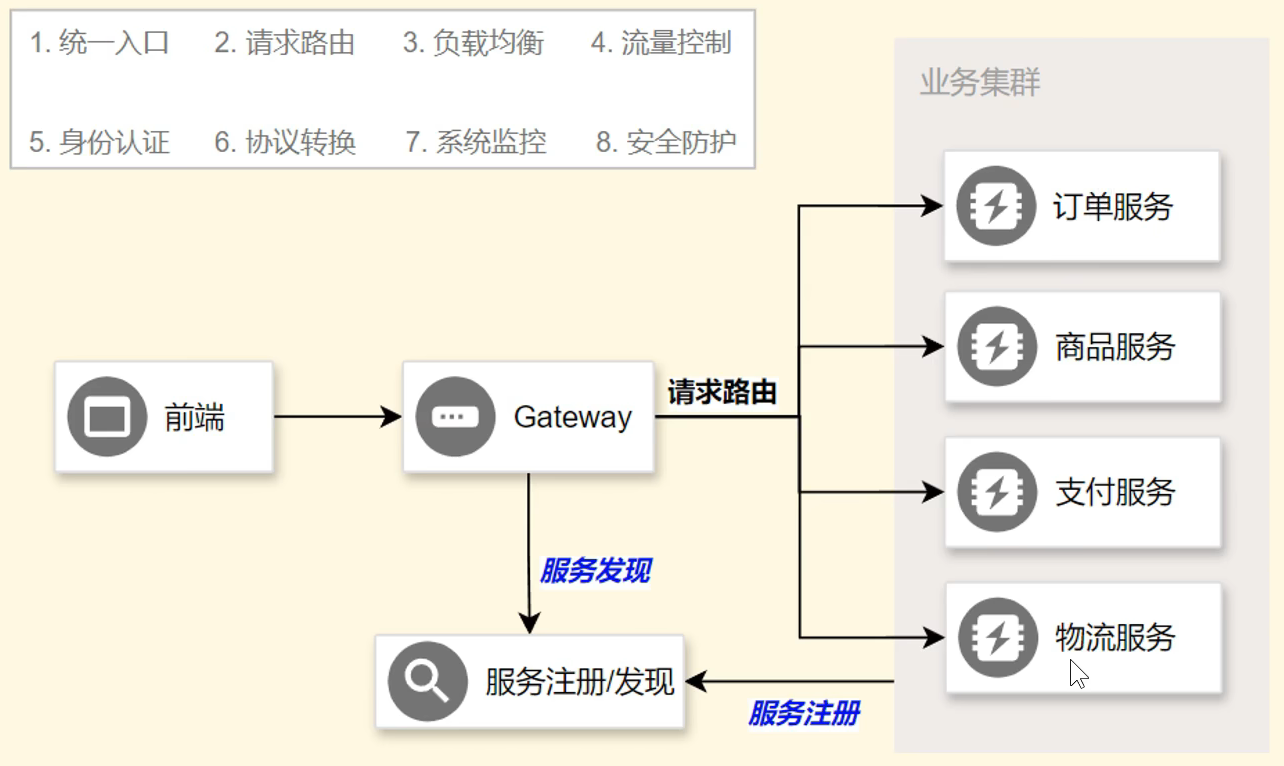 1. 统一入口 2. 请求路由 3. 负载均衡 4. 流量控制
5. 身份认证 6. 协议转换 7. 系统监控 8. 安全防护
业务集群
订单服务
商品服务
前端
Gateway
请求路由
支付服务
服务发现
物流服务
服务注册/发现
服务注册